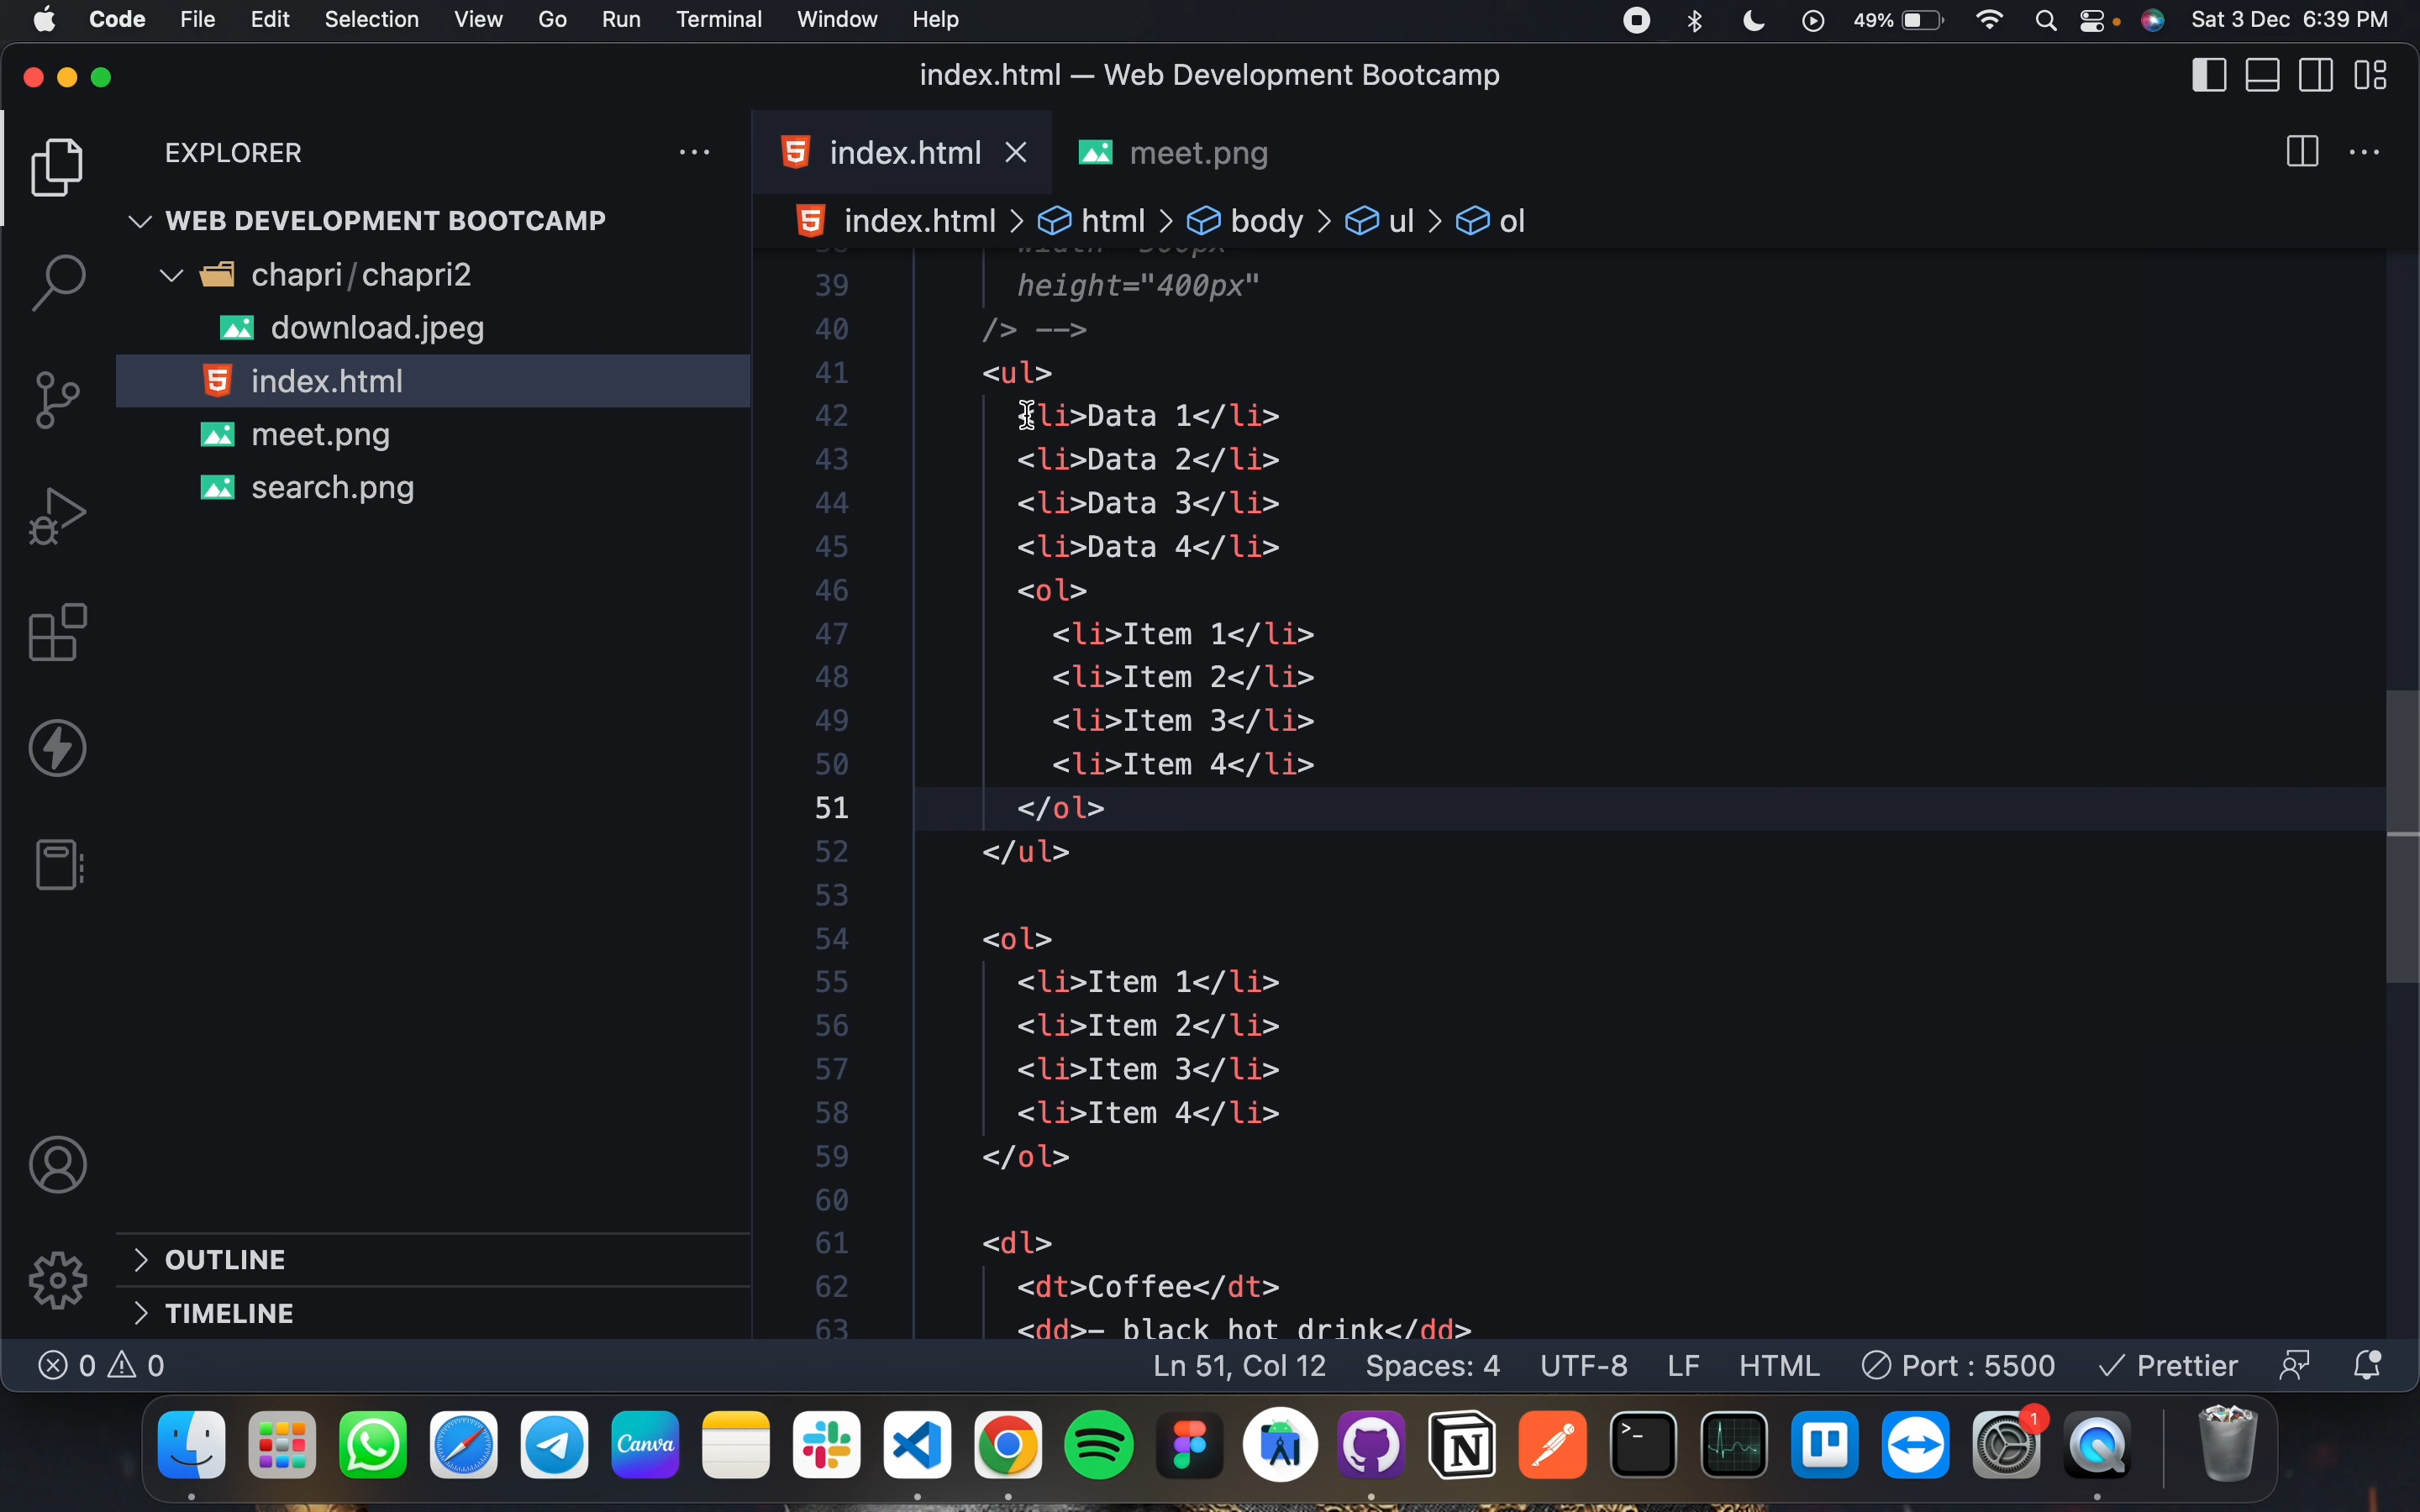 Code File Edit Selection View Go Run Terminal Window Help 49% Sat 3 Dec 6:39 PM
index.html — Web Development Bootcamp
EXPLORER
WEB DEVELOPMENT BOOTCAMP
chapri / chapri2
download.jpeg
index.html
meet.png
search.png
OUTLINE
TIMELINE
index.html meet.png
index.html > html > body > ul > ol
39 height="400px"
40 /> -->
41 <ul>
42 <li>Data 1</li>
43 <li>Data 2</li>
44 <li>Data 3</li>
45 <li>Data 4</li>
46 <ol>
47 <li>Item 1</li>
48 <li>Item 2</li>
49 <li>Item 3</li>
50 <li>Item 4</li>
51 </ol>
52 </ul>
53
54 <ol>
55 <li>Item 1</li>
56 <li>Item 2</li>
57 <li>Item 3</li>
58 <li>Item 4</li>
59 </ol>
60
61 <dl>
62 <dt>Coffee</dt>
63 <dd>- black hot drink</dd>
0 0 Ln 51, Col 12 Spaces: 4 UTF-8 LF HTML Port : 5500 Prettier
Canva
1